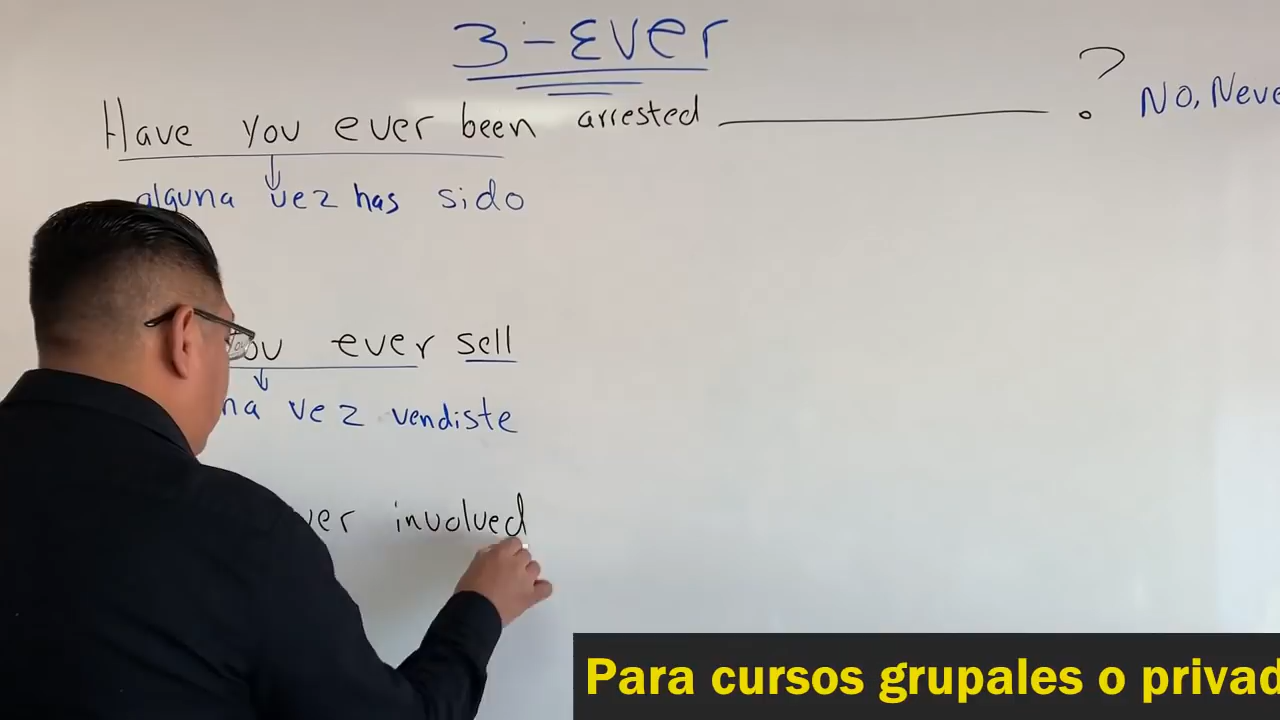 3-Ever
Have you ever been arrested ?
No, Neve
alguna vez has sido
you ever sell
na vez vendiste
ver involved
Para cursos grupales o privad